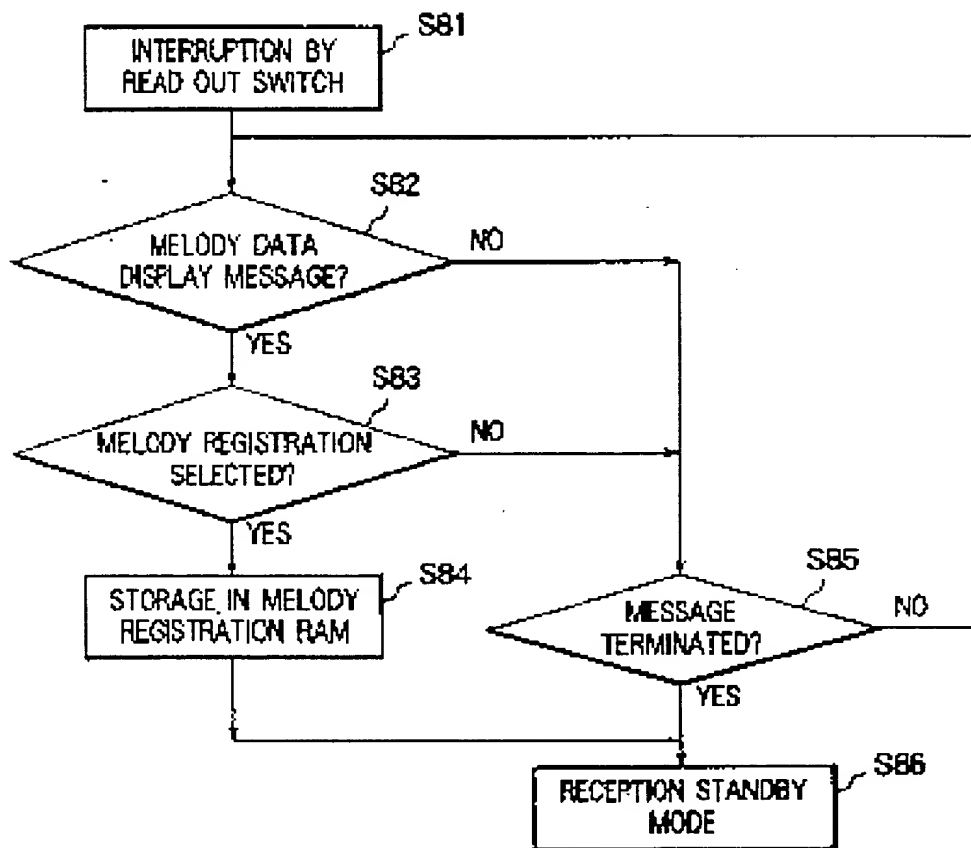 S81
INTERRUPTION BY
READ OUT SWITCH
S82
MELODY DATA
DISPLAY MESSAGE?
NO
YES
S83
MELODY REGISTRATION
SELECTED?
NO
YES
S84
STORAGE IN MELODY
REGISTRATION RAM
S85
MESSAGE
TERMINATED?
NO
YES
S86
RECEPTION STANDBY
MODE